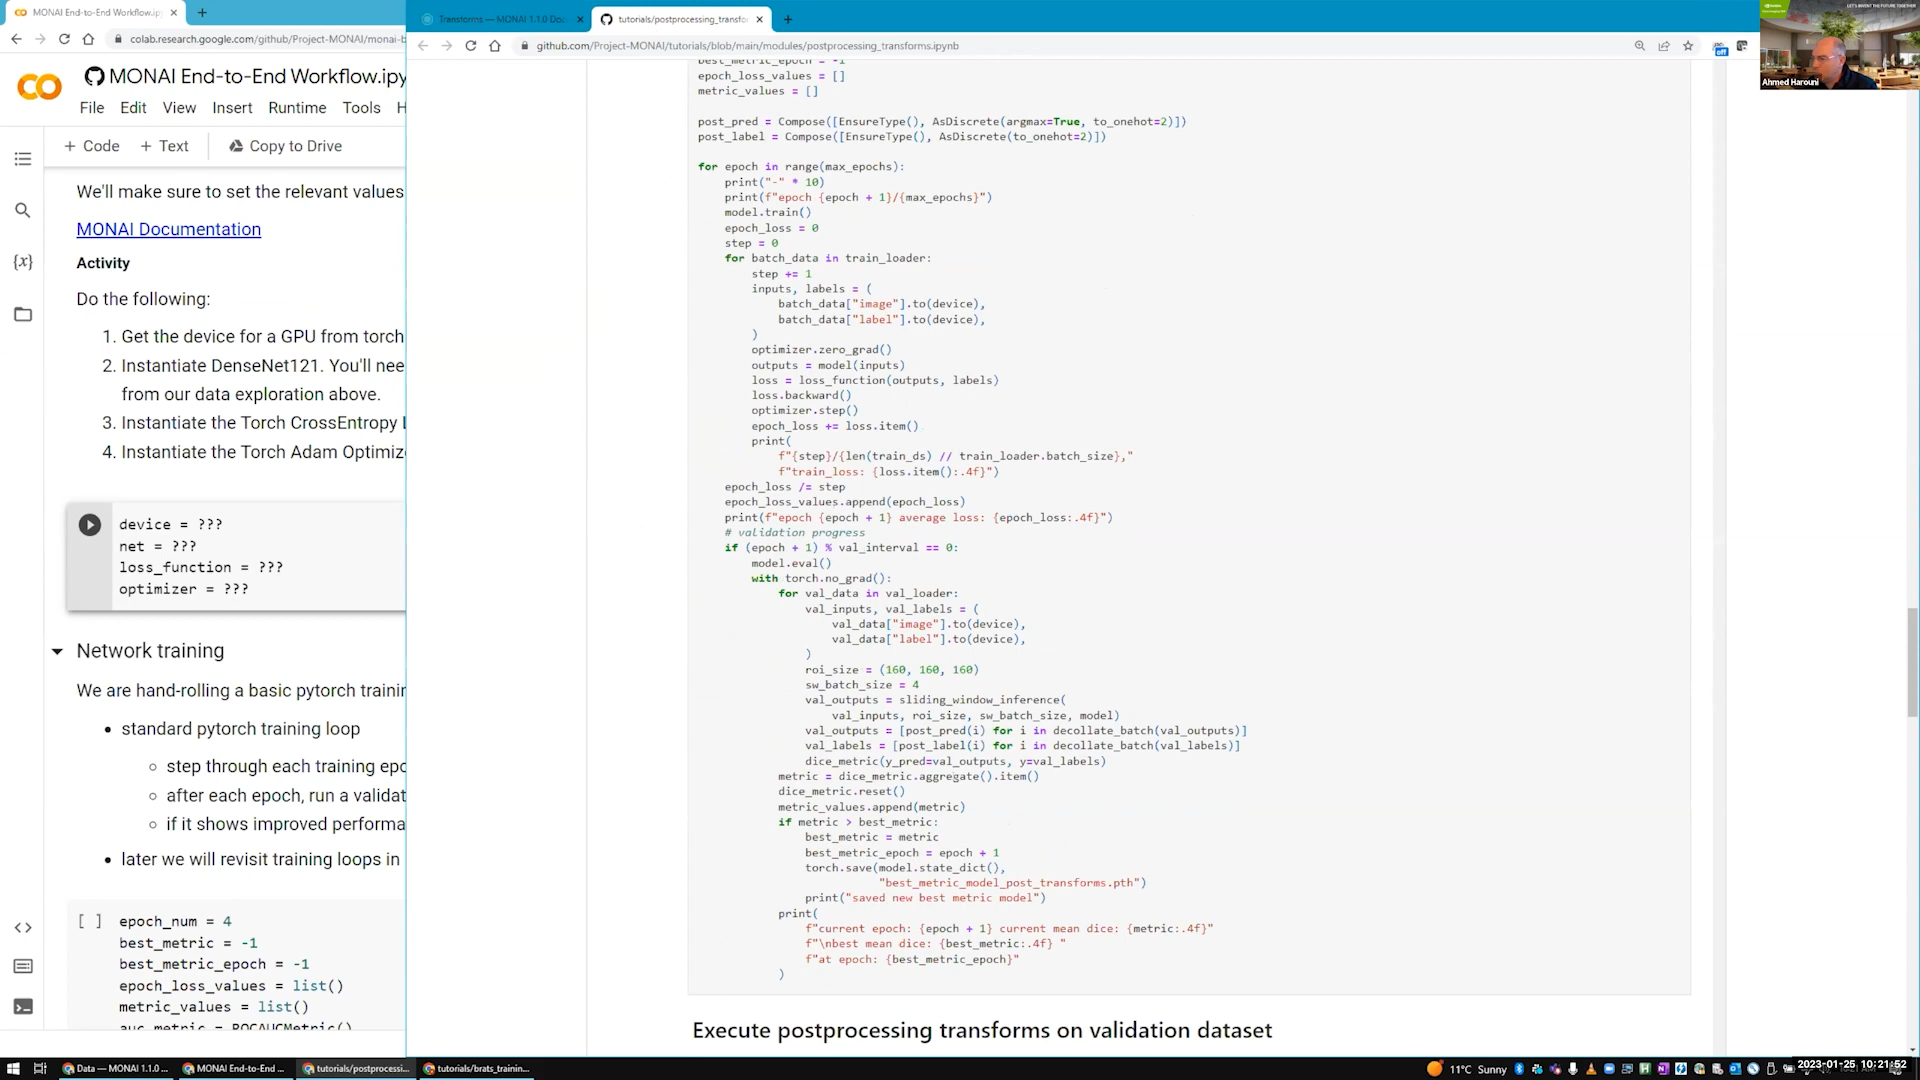 MONAI End-to-End Workflow.ipynb
colab.research.google.com/github/Project-MONAI/monai-b
MONAI End-to-End Workflow.ipy
File Edit View Insert Runtime Tools H
+ Code + Text Copy to Drive
We'll make sure to set the relevant values
MONAI Documentation
Activity
Do the following:
1. Get the device for a GPU from torch
2. Instantiate DenseNet121. You'll nee
from our data exploration above.
3. Instantiate the Torch CrossEntropy L
4. Instantiate the Torch Adam Optimiz
device = ???
net = ???
loss_function = ???
optimizer = ???
Network training
We are hand-rolling a basic pytorch trainin
standard pytorch training loop
step through each training epo
after each epoch, run a validat
if it shows improved performa
later we will revisit training loops in
[ ] epoch_num = 4
best_metric = -1
best_metric_epoch = -1
epoch_loss_values = list()
metric_values = list()
auc_metric = ROCAUCMetric()
Transforms — MONAI 1.1.0 Doc
tutorials/postprocessing_transfo
github.com/Project-MONAI/tutorials/blob/main/modules/postprocessing_transforms.ipynb
best_metric_epoch = -1
epoch_loss_values = []
metric_values = []
post_pred = Compose([EnsureType(), AsDiscrete(argmax=True, to_onehot=2)])
post_label = Compose([EnsureType(), AsDiscrete(to_onehot=2)])
for epoch in range(max_epochs):
print("-" * 10)
print(f"epoch {epoch + 1}/{max_epochs}")
model.train()
epoch_loss = 0
step = 0
for batch_data in train_loader:
step += 1
inputs, labels = (
batch_data["image"].to(device),
batch_data["label"].to(device),
)
optimizer.zero_grad()
outputs = model(inputs)
loss = loss_function(outputs, labels)
loss.backward()
optimizer.step()
epoch_loss += loss.item()
print(
f"{step}/{len(train_ds) // train_loader.batch_size},"
f"train_loss: {loss.item():.4f}")
epoch_loss /= step
epoch_loss_values.append(epoch_loss)
print(f"epoch {epoch + 1} average loss: {epoch_loss:.4f}")
# validation progress
if (epoch + 1) % val_interval == 0:
model.eval()
with torch.no_grad():
for val_data in val_loader:
val_inputs, val_labels = (
val_data["image"].to(device),
val_data["label"].to(device),
)
roi_size = (160, 160, 160)
sw_batch_size = 4
val_outputs = sliding_window_inference(
val_inputs, roi_size, sw_batch_size, model)
val_outputs = [post_pred(i) for i in decollate_batch(val_outputs)]
val_labels = [post_label(i) for i in decollate_batch(val_labels)]
dice_metric(y_pred=val_outputs, y=val_labels)
metric = dice_metric.aggregate().item()
dice_metric.reset()
metric_values.append(metric)
if metric > best_metric:
best_metric = metric
best_metric_epoch = epoch + 1
torch.save(model.state_dict(),
"best_metric_model_post_transforms.pth")
print("saved new best metric model")
print(
f"current epoch: {epoch + 1} current mean dice: {metric:.4f}"
f"\nbest mean dice: {best_metric:.4f} "
f"at epoch: {best_metric_epoch}"
)
Execute postprocessing transforms on validation dataset
off
LET'S INVENT THE FUTURE TOGETHER
Ahmed Harouni
Data — MONAI 1.1.0 ...
MONAI End-to-End ...
tutorials/postprocessi...
tutorials/brats_trainin...
11°C Sunny
2023-01-25 10:21:52